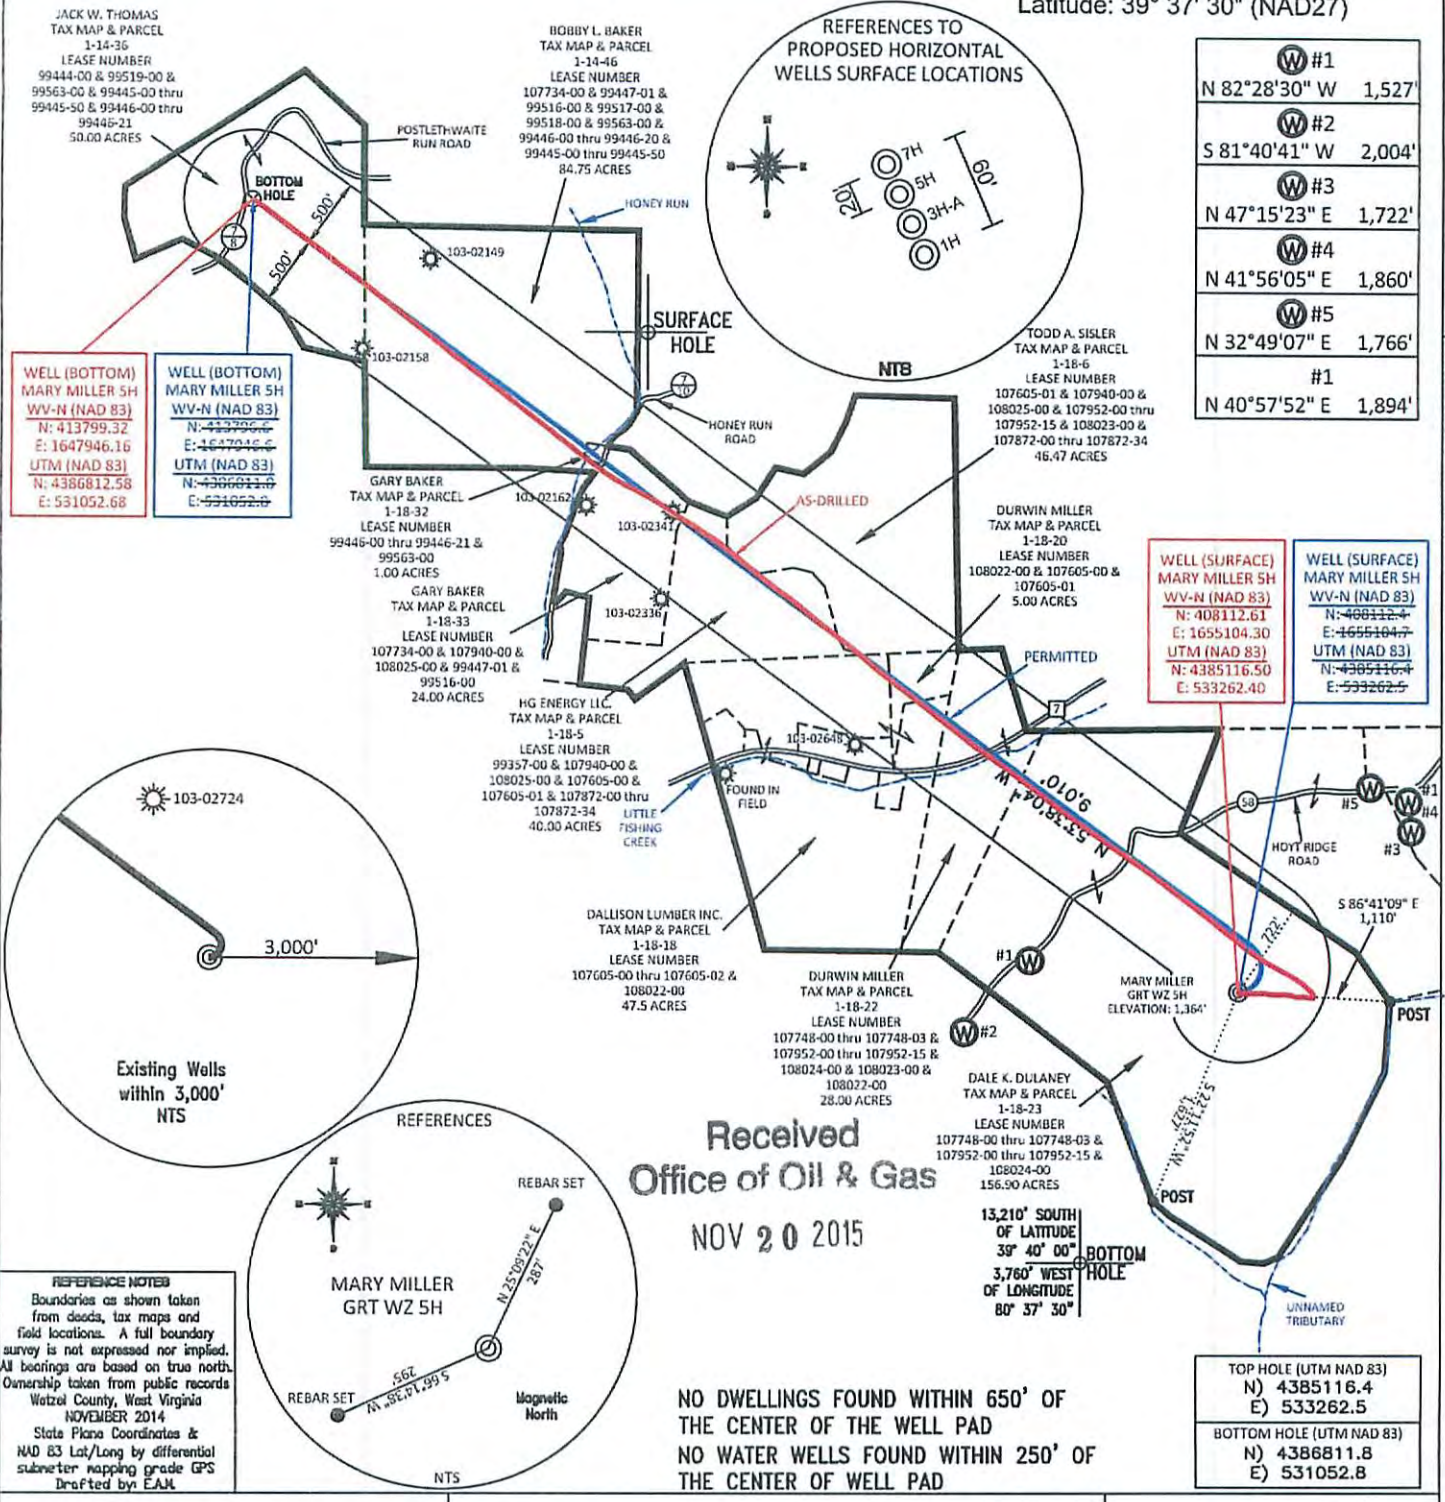 Latitude: 39° 37' 30" (NAD27)
JACK W. THOMAS
TAX MAP & PARCEL
1-14-36
LEASE NUMBER
99444-00 & 99519-00 &
99563-00 & 99445-00 thru
99445-50 & 99446-00 thru
99446-21
50.00 ACRES
POSTLETHWAITE
RUN ROAD
BOTTOM
HOLE
500'
500'
7
8
BOBBY L. BAKER
TAX MAP & PARCEL
1-14-46
LEASE NUMBER
107734-00 & 99447-01 &
99516-00 & 99517-00 &
99518-00 & 99563-00 &
99446-00 thru 99446-20 &
99445-00 thru 99445-50
84.75 ACRES
HONEY RUN
103-02149
103-02158
SURFACE
HOLE
7
10
HONEY RUN
ROAD
REFERENCES TO
PROPOSED HORIZONTAL
WELLS SURFACE LOCATIONS
7H
5H
3H-A
1H
20'
60'
NTS
W #1
N 82°28'30" W 1,527'
W #2
S 81°40'41" W 2,004'
W #3
N 47°15'23" E 1,722'
W #4
N 41°56'05" E 1,860'
W #5
N 32°49'07" E 1,766'
#1
N 40°57'52" E 1,894'
WELL (BOTTOM)
MARY MILLER 5H
WV-N (NAD 83)
N: 413799.32
E: 1647946.16
UTM (NAD 83)
N: 4386812.58
E: 531052.68
WELL (BOTTOM)
MARY MILLER 5H
WV-N (NAD 83)
N: 413796.6
E: 1647946.6
UTM (NAD 83)
N: 4386811.8
E: 531052.8
TODD A. SISLER
TAX MAP & PARCEL
1-18-6
LEASE NUMBER
107605-01 & 107940-00 &
108025-00 & 107952-00 thru
107952-15 & 108023-00 &
107872-00 thru 107872-34
46.47 ACRES
GARY BAKER
TAX MAP & PARCEL
1-18-32
LEASE NUMBER
99446-00 thru 99446-21 &
99563-00
1.00 ACRES
103-02162
103-02341
103-02336
AS-DRILLED
DURWIN MILLER
TAX MAP & PARCEL
1-18-20
LEASE NUMBER
108022-00 & 107605-00 &
107605-01
5.00 ACRES
GARY BAKER
TAX MAP & PARCEL
1-18-33
LEASE NUMBER
107734-00 & 107940-00 &
108025-00 & 99447-01 &
99516-00
24.00 ACRES
PERMITTED
7
WELL (SURFACE)
MARY MILLER 5H
WV-N (NAD 83)
N: 408112.61
E: 1655104.30
UTM (NAD 83)
N: 4385116.50
E: 533262.40
WELL (SURFACE)
MARY MILLER 5H
WV-N (NAD 83)
N: 408112.4
E: 1655104.7
UTM (NAD 83)
N: 4385116.4
E: 533262.5
HG ENERGY LLC.
TAX MAP & PARCEL
1-18-5
LEASE NUMBER
99357-00 & 107940-00 &
108025-00 & 107605-00 &
107605-01 & 107872-00 thru
107872-34
40.00 ACRES
LITTLE
FISHING
CREEK
103-02648
FOUND IN
FIELD
N 53°38'04" W
9,010'
58
#5 W
W #1
#4
#3 W
HOYT RIDGE
ROAD
S 86°41'09" E
1,110'
722'
103-02724
3,000'
Existing Wells
within 3,000'
NTS
DALLISON LUMBER INC.
TAX MAP & PARCEL
1-18-18
LEASE NUMBER
107605-00 thru 107605-02 &
108022-00
47.5 ACRES
#1 W
W #2
DURWIN MILLER
TAX MAP & PARCEL
1-18-22
LEASE NUMBER
107748-00 thru 107748-03 &
107952-00 thru 107952-15 &
108024-00 & 108023-00 &
108022-00
28.00 ACRES
MARY MILLER
GRT WZ 5H
ELEVATION: 1,364'
POST
DALE K. DULANEY
TAX MAP & PARCEL
1-18-23
LEASE NUMBER
107748-00 thru 107748-03 &
107952-00 thru 107952-15 &
108024-00
156.90 ACRES
S 22°11'52" W
1,627'
POST
UNNAMED
TRIBUTARY
Received
Office of Oil & Gas
NOV 20 2015
13,210' SOUTH
OF LATITUDE
39° 40' 00"
3,760' WEST
OF LONGITUDE
80° 37' 30"
BOTTOM
HOLE
REFERENCES
REBAR SET
N 25°09'22" E
287'
MARY MILLER
GRT WZ 5H
S 66°14'38" W
295'
REBAR SET
Magnetic
North
NTS
REFERENCE NOTES
Boundaries as shown taken
from deeds, tax maps and
field locations. A full boundary
survey is not expressed nor implied.
All bearings are based on true north.
Ownership taken from public records
Wetzel County, West Virginia
NOVEMBER 2014
State Plane Coordinates &
NAD 83 Lat/Long by differential
submeter mapping grade GPS
Drafted by: E.A.M.
NO DWELLINGS FOUND WITHIN 650' OF
THE CENTER OF THE WELL PAD
NO WATER WELLS FOUND WITHIN 250' OF
THE CENTER OF WELL PAD
TOP HOLE (UTM NAD 83)
N) 4385116.4
E) 533262.5
BOTTOM HOLE (UTM NAD 83)
N) 4386811.8
E) 531052.8